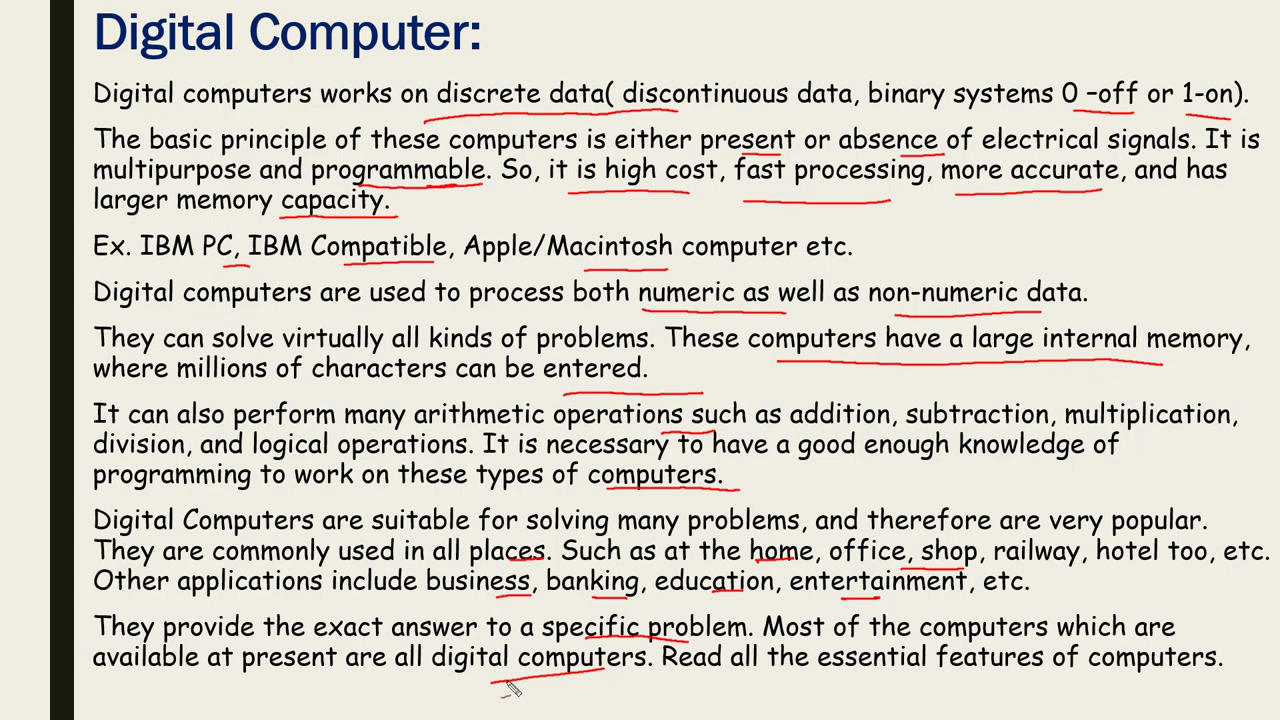 Digital Computer:
Digital computers works on discrete data( discontinuous data, binary systems 0 –off or 1-on).
The basic principle of these computers is either present or absence of electrical signals. It is
multipurpose and programmable. So, it is high cost, fast processing, more accurate, and has
larger memory capacity.
Ex. IBM PC, IBM Compatible, Apple/Macintosh computer etc.
Digital computers are used to process both numeric as well as non-numeric data.
They can solve virtually all kinds of problems. These computers have a large internal memory,
where millions of characters can be entered.
It can also perform many arithmetic operations such as addition, subtraction, multiplication,
division, and logical operations. It is necessary to have a good enough knowledge of
programming to work on these types of computers.
Digital Computers are suitable for solving many problems, and therefore are very popular.
They are commonly used in all places. Such as at the home, office, shop, railway, hotel too, etc.
Other applications include business, banking, education, entertainment, etc.
They provide the exact answer to a specific problem. Most of the computers which are
available at present are all digital computers. Read all the essential features of computers.